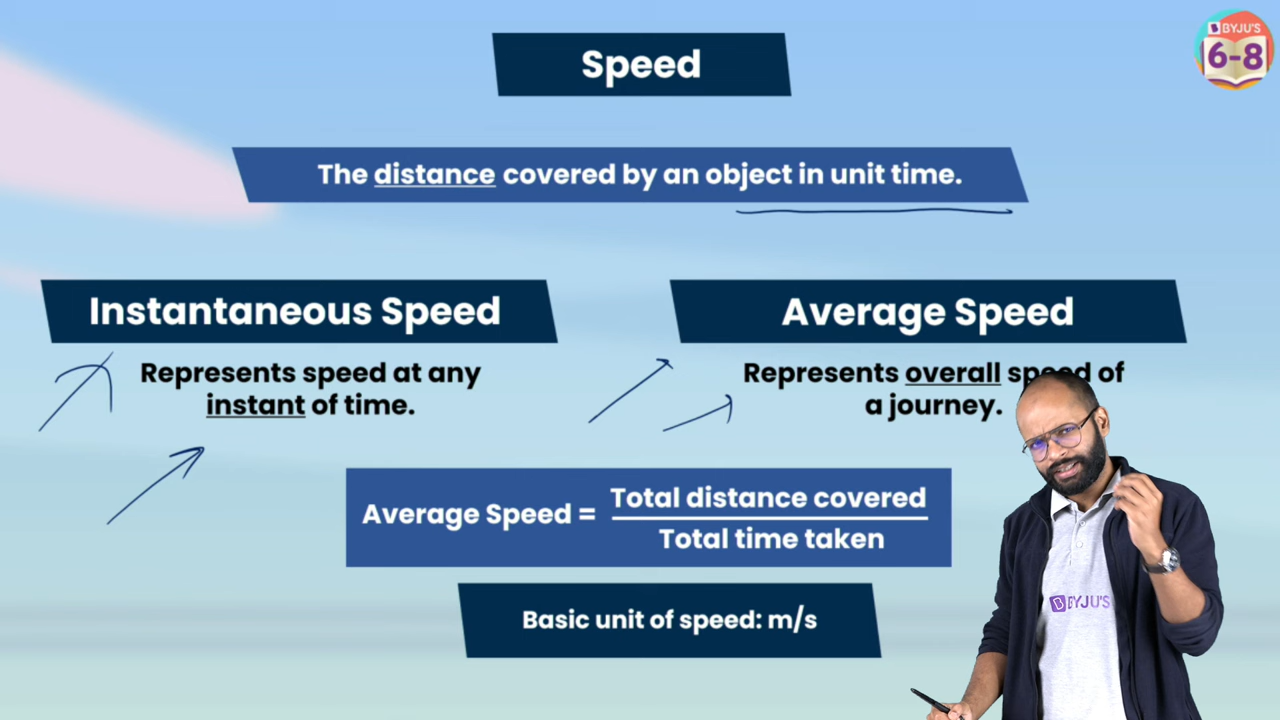 BYJU'S
6-8
Speed
The distance covered by an object in unit time.
Instantaneous Speed
Represents speed at any
instant of time.
Average Speed
Represents overall speed of
a journey.
Average Speed = Total distance covered
Total time taken
Basic unit of speed: m/s
BYJU'S